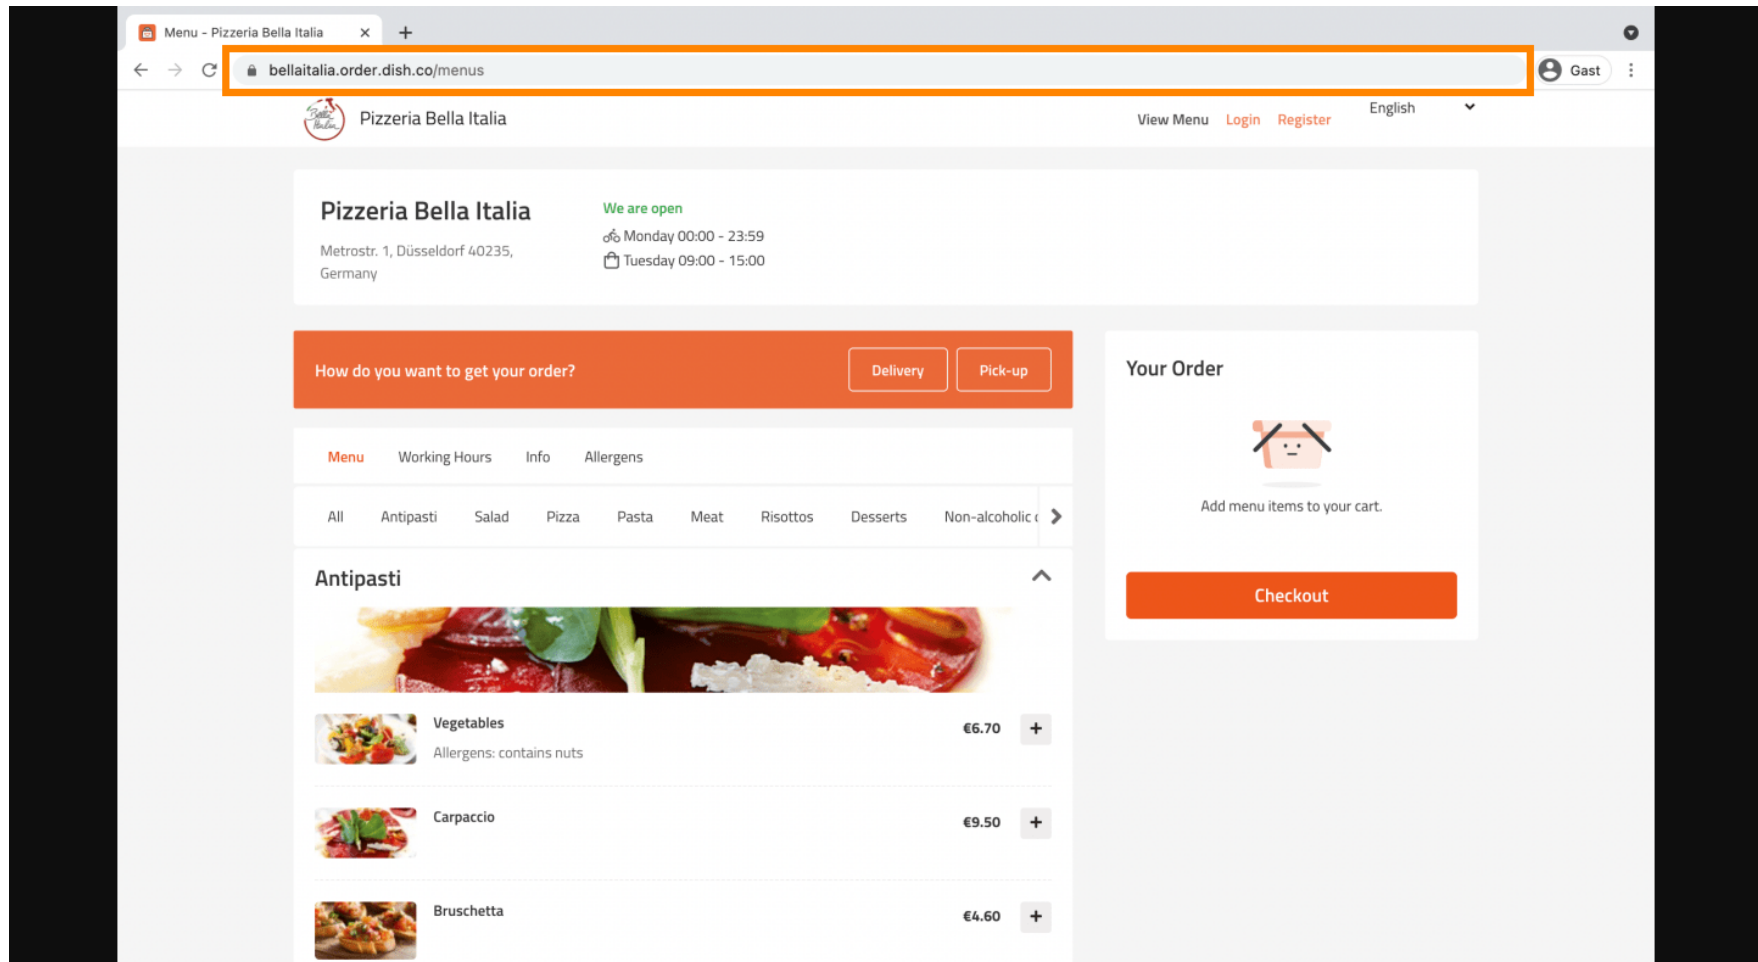 Menu - Pizzeria Bella Italia
bellaitalia.order.dish.co/menus
Gast
Bella Italia
Pizzeria Bella Italia
View Menu Login Register English
Pizzeria Bella Italia
Metrostr. 1, Düsseldorf 40235,
Germany
We are open
Monday 00:00 - 23:59
Tuesday 09:00 - 15:00
How do you want to get your order?
Delivery Pick-up
Your Order
Add menu items to your cart.
Checkout
Menu Working Hours Info Allergens
All Antipasti Salad Pizza Pasta Meat Risottos Desserts Non-alcoholic
Antipasti
Vegetables €6.70
Allergens: contains nuts
Carpaccio €9.50
Bruschetta €4.60